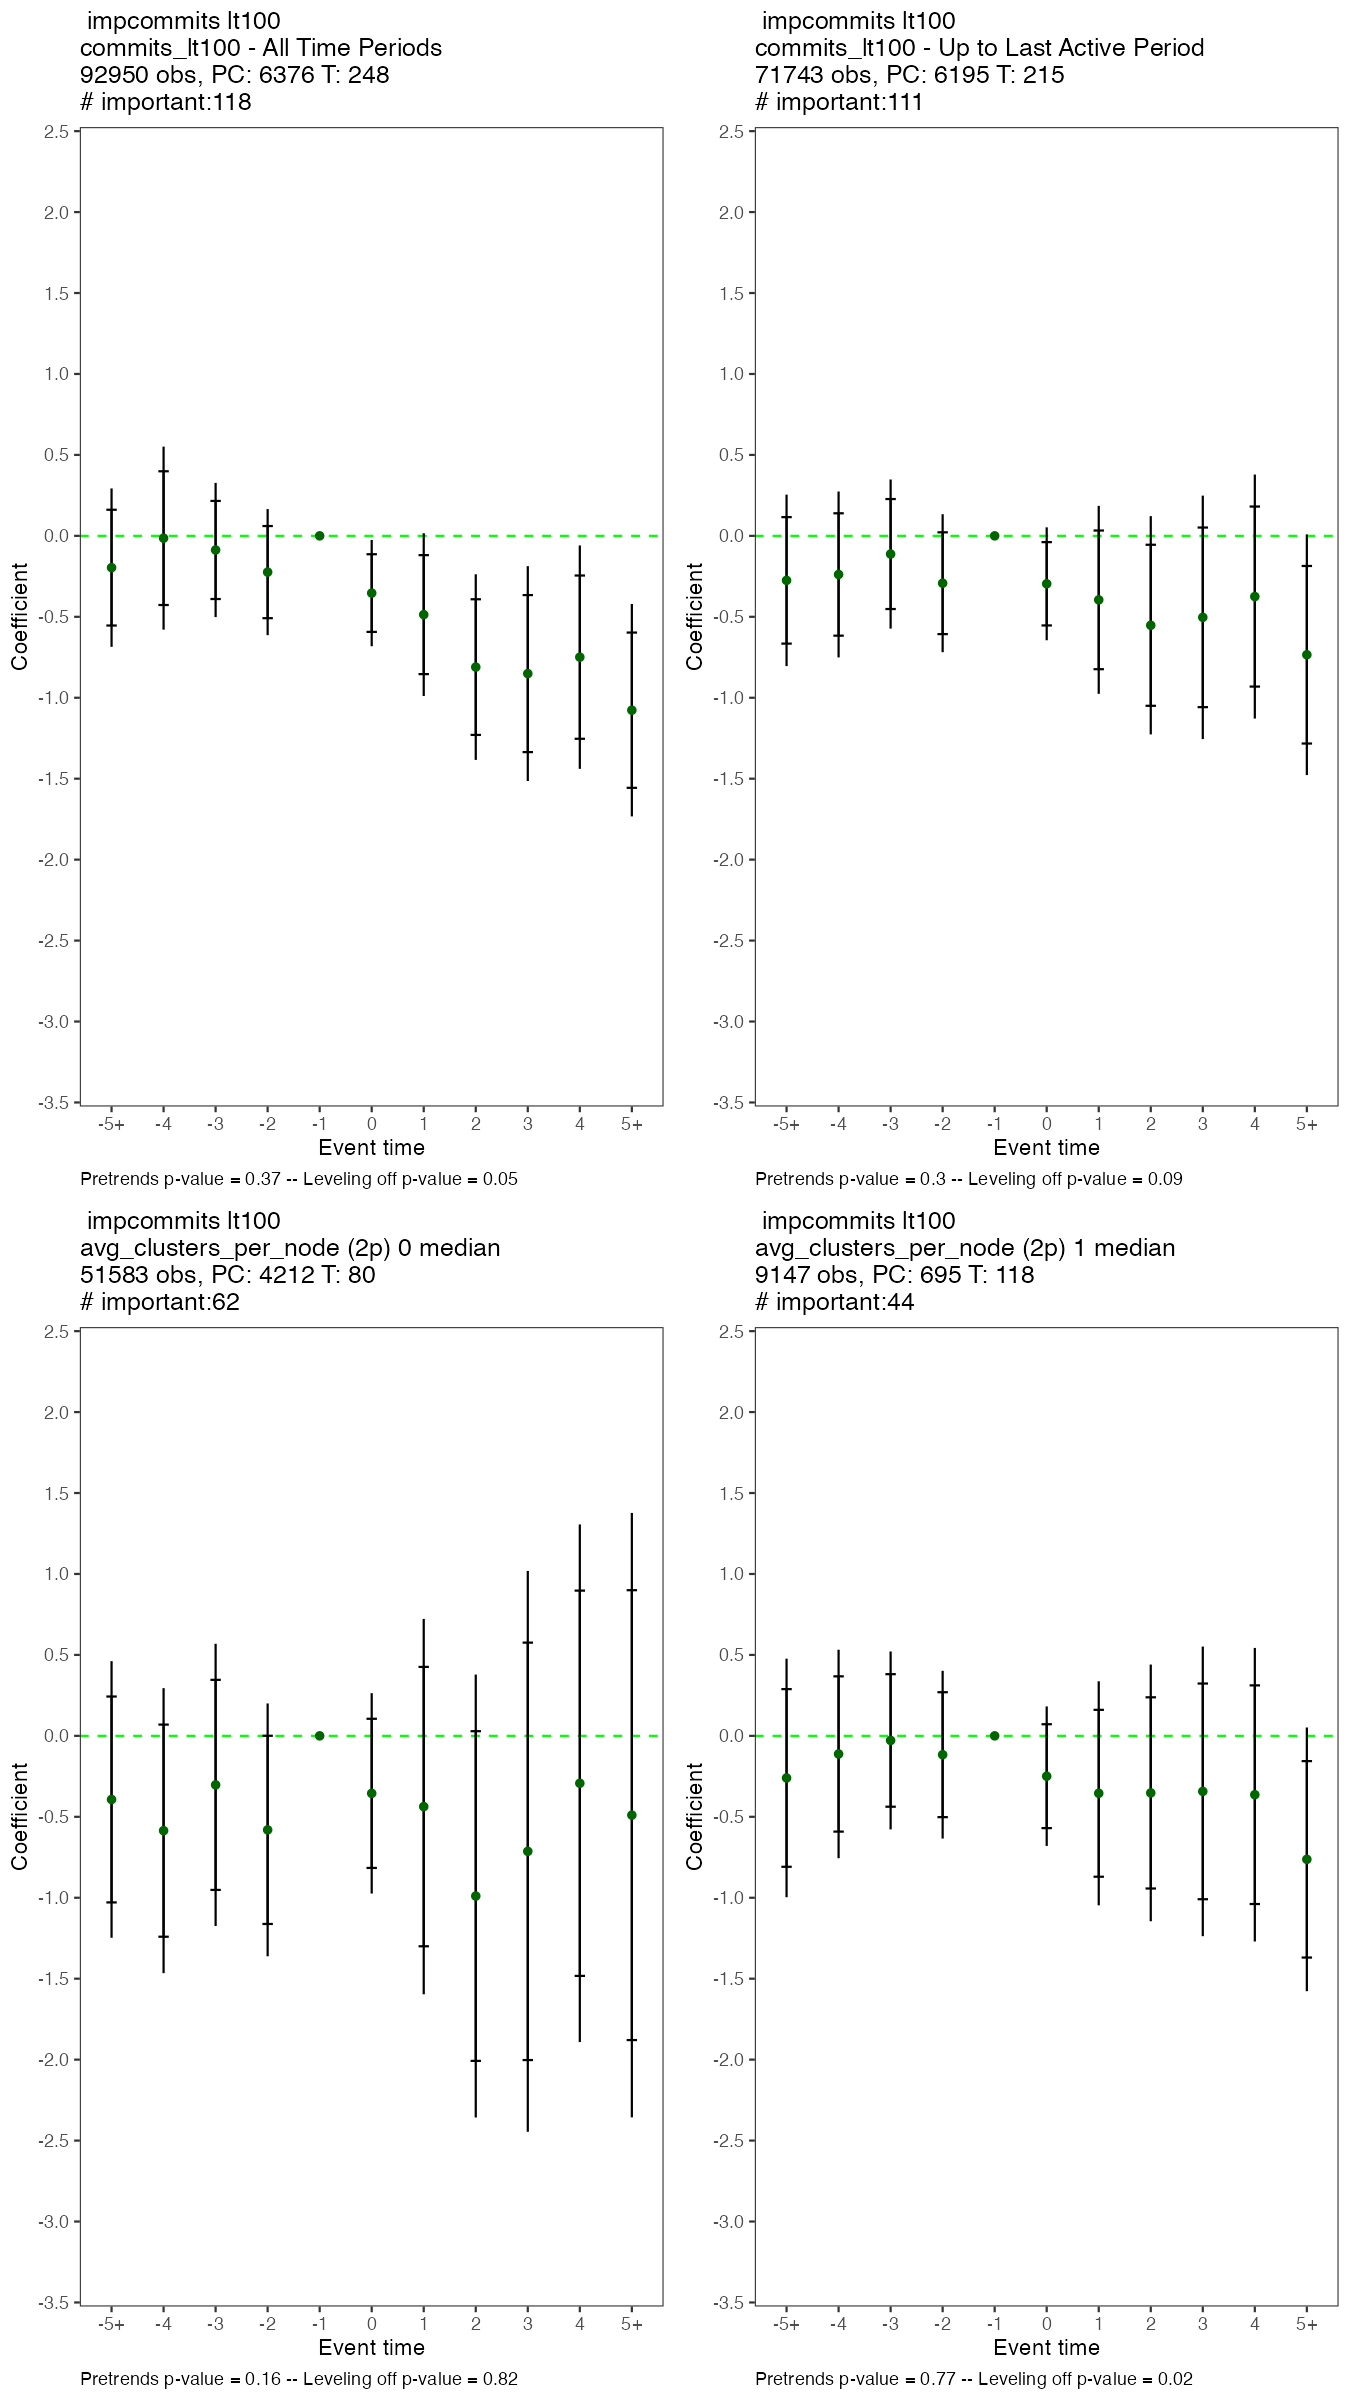 impcommits lt100
commits_lt100 - All Time Periods
92950 obs, PC: 6376 T: 248
# important:118
2.5
2.0
1.5
1.0
0.5
0.0
-0.5
-1.0
-1.5
-2.0
-2.5
-3.0
-3.5
Coefficient
-5+ -4 -3 -2 -1 0 1 2 3 4 5+
Event time
Pretrends p-value = 0.37 -- Leveling off p-value = 0.05
impcommits lt100
commits_lt100 - Up to Last Active Period
71743 obs, PC: 6195 T: 215
# important:111
2.5
2.0
1.5
1.0
0.5
0.0
-0.5
-1.0
-1.5
-2.0
-2.5
-3.0
-3.5
Coefficient
-5+ -4 -3 -2 -1 0 1 2 3 4 5+
Event time
Pretrends p-value = 0.3 -- Leveling off p-value = 0.09
impcommits lt100
avg_clusters_per_node (2p) 0 median
51583 obs, PC: 4212 T: 80
# important:62
2.5
2.0
1.5
1.0
0.5
0.0
-0.5
-1.0
-1.5
-2.0
-2.5
-3.0
-3.5
Coefficient
-5+ -4 -3 -2 -1 0 1 2 3 4 5+
Event time
Pretrends p-value = 0.16 -- Leveling off p-value = 0.82
impcommits lt100
avg_clusters_per_node (2p) 1 median
9147 obs, PC: 695 T: 118
# important:44
2.5
2.0
1.5
1.0
0.5
0.0
-0.5
-1.0
-1.5
-2.0
-2.5
-3.0
-3.5
Coefficient
-5+ -4 -3 -2 -1 0 1 2 3 4 5+
Event time
Pretrends p-value = 0.77 -- Leveling off p-value = 0.02